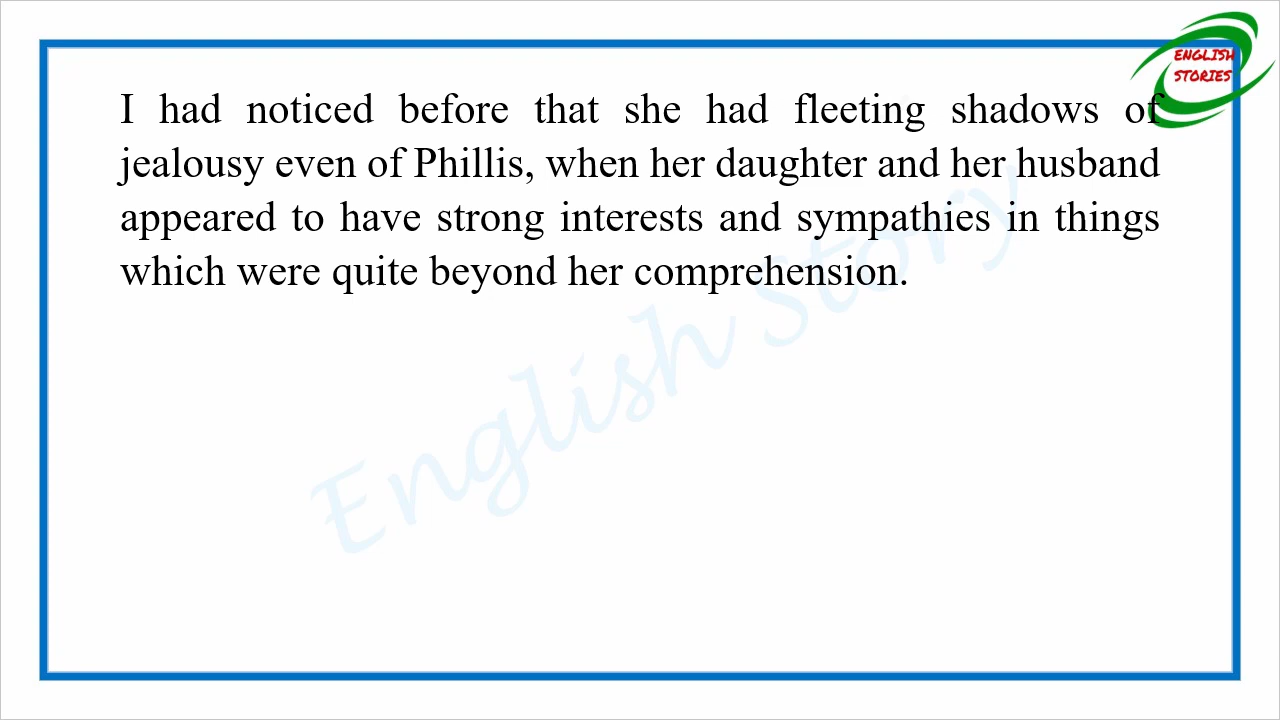 ENGLISH
STORIES
I had noticed before that she had fleeting shadows of
jealousy even of Phillis, when her daughter and her husband
appeared to have strong interests and sympathies in things
which were quite beyond her comprehension.
English Story